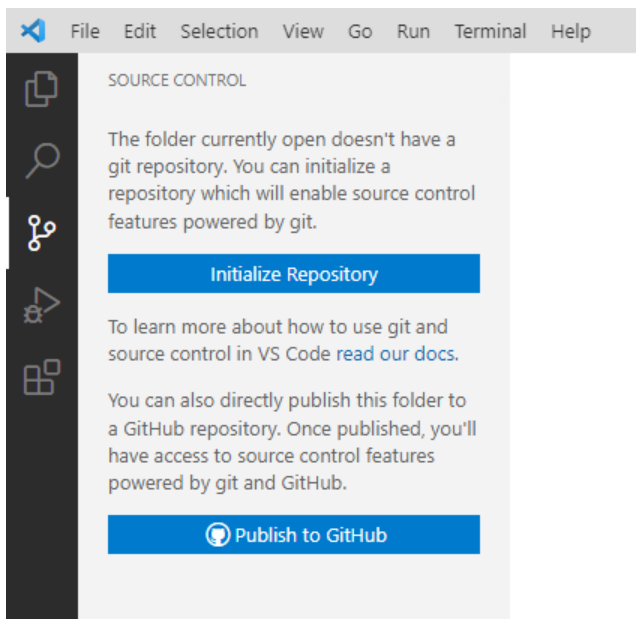 File Edit Selection View Go Run Terminal Help
SOURCE CONTROL
The folder currently open doesn't have a
git repository. You can initialize a
repository which will enable source control
features powered by git.
Initialize Repository
To learn more about how to use git and
source control in VS Code read our docs.
You can also directly publish this folder to
a GitHub repository. Once published, you'll
have access to source control features
powered by git and GitHub.
Publish to GitHub